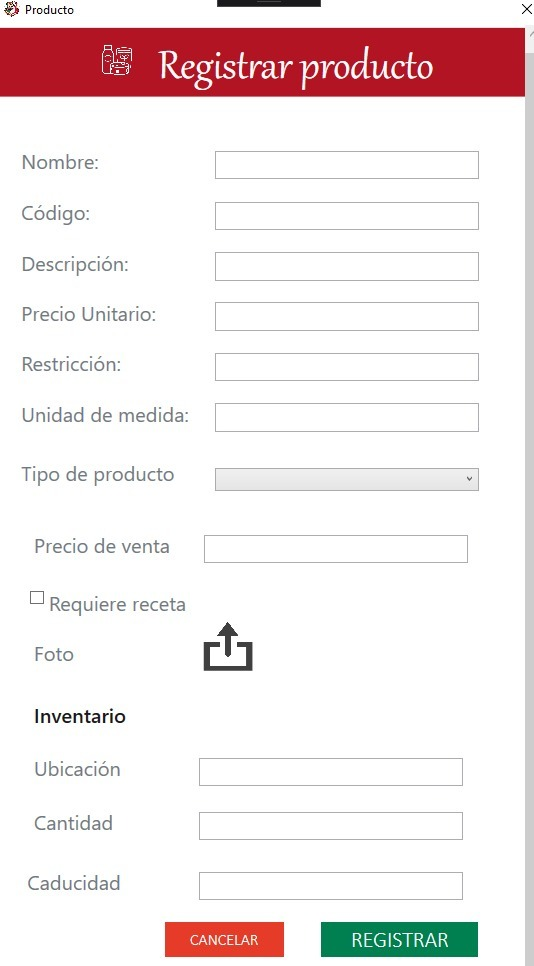 Producto
Registrar producto
Nombre:
Código:
Descripción:
Precio Unitario:
Restricción:
Unidad de medida:
Tipo de producto
Precio de venta
Requiere receta
Foto
Inventario
Ubicación
Cantidad
Caducidad
CANCELAR
REGISTRAR